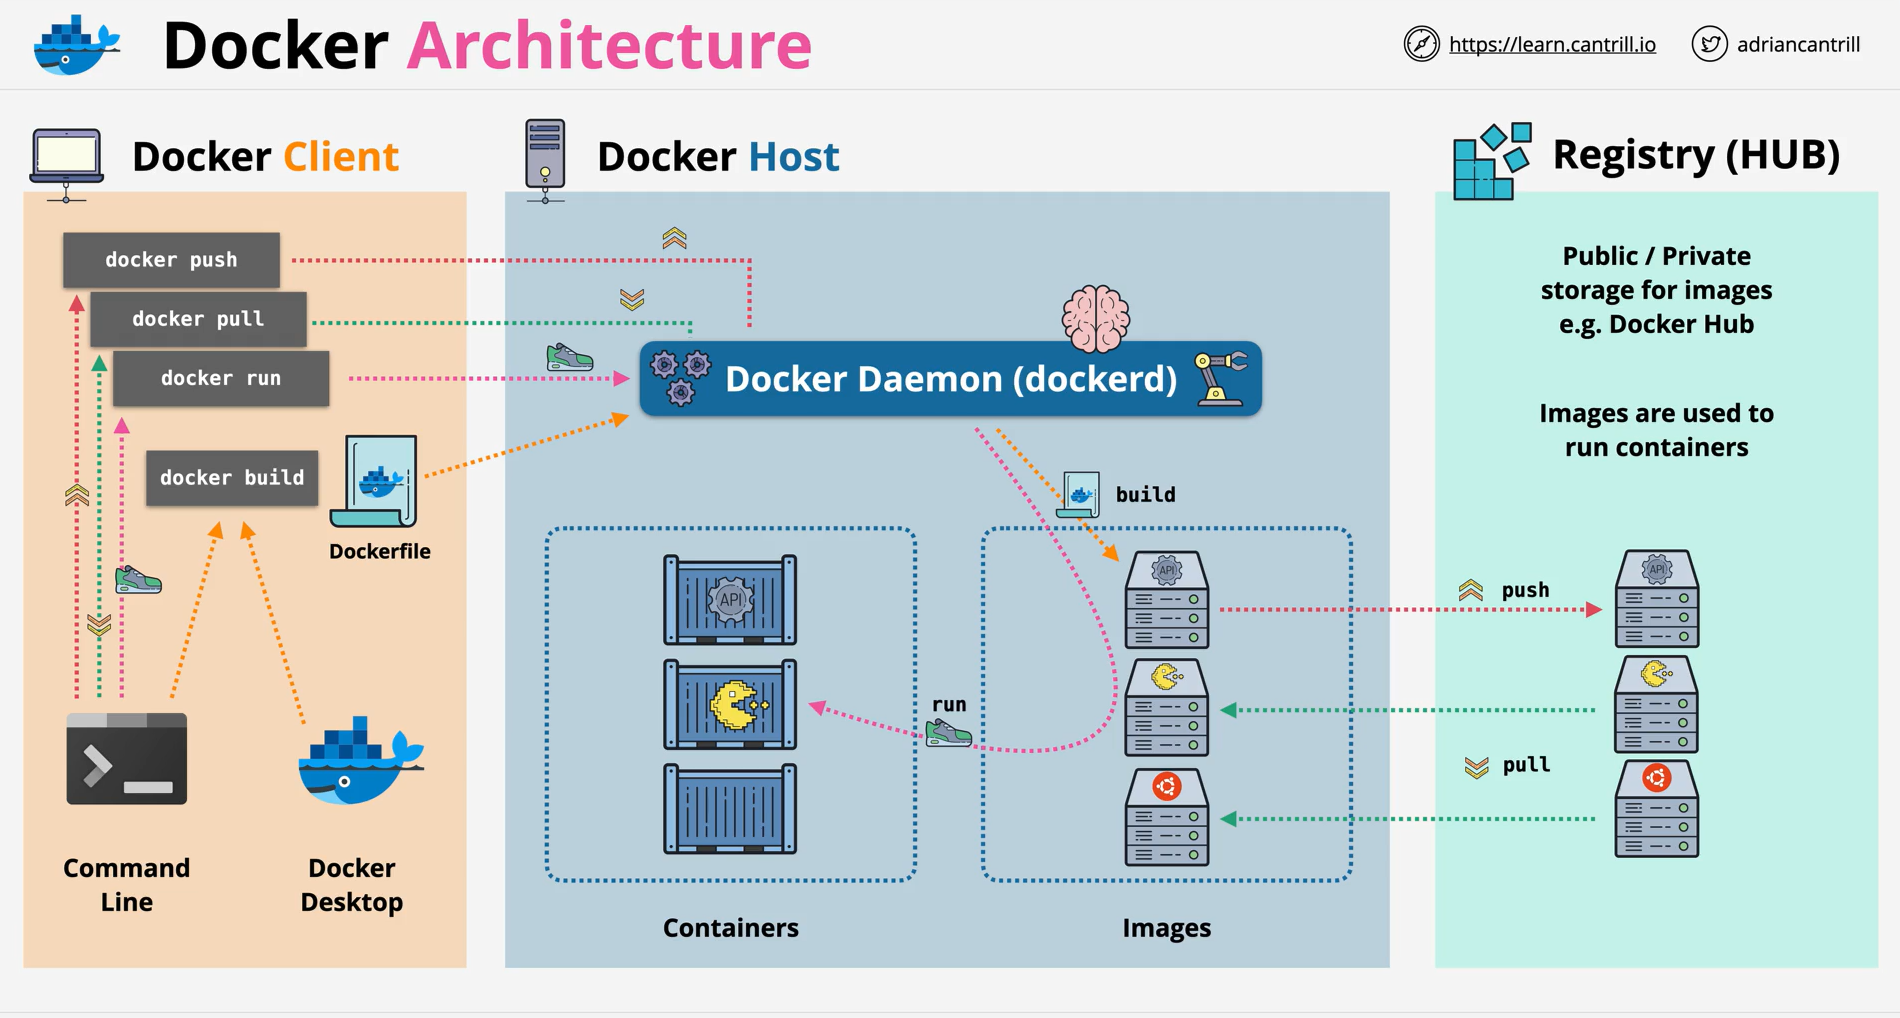 Docker Architecture
https://learn.cantrill.io
adriancantrill
Docker Client
Docker Host
Registry (HUB)
docker push
docker pull
docker run
docker build
Dockerfile
Command
Line
Docker
Desktop
Docker Daemon (dockerd)
build
API
API
run
Containers
Images
Public / Private
storage for images
e.g. Docker Hub
Images are used to
run containers
push
API
pull